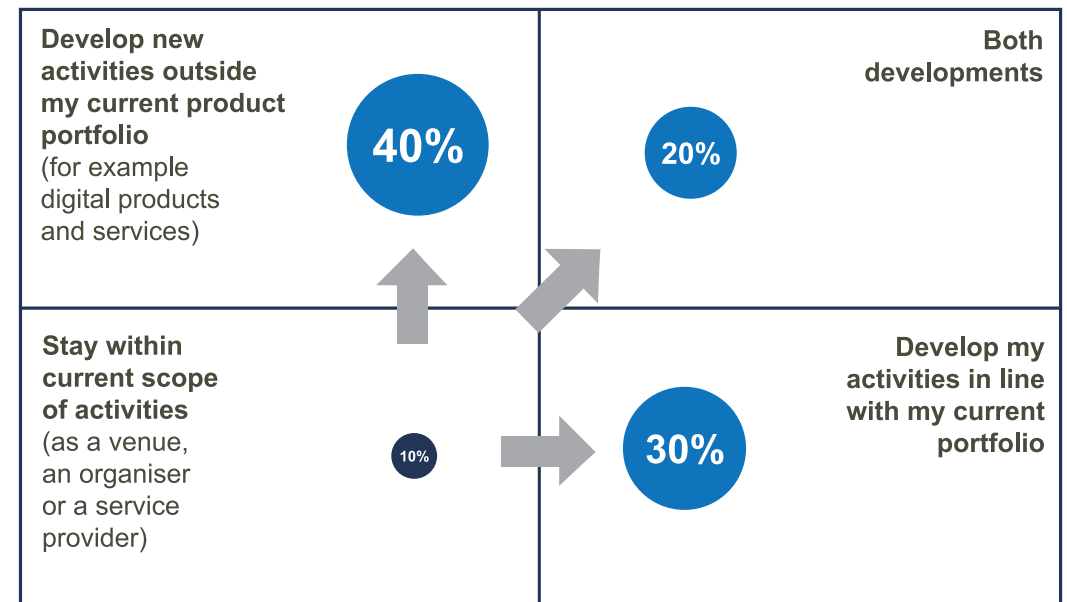 Develop new
activities outside
my current product
portfolio
(for example
digital products
and services)
40%
Both
developments
20%
Stay within
current scope
of activities
(as a venue,
an organiser
or a service
provider)
10%
Develop my
activities in line
with my current
portfolio
30%